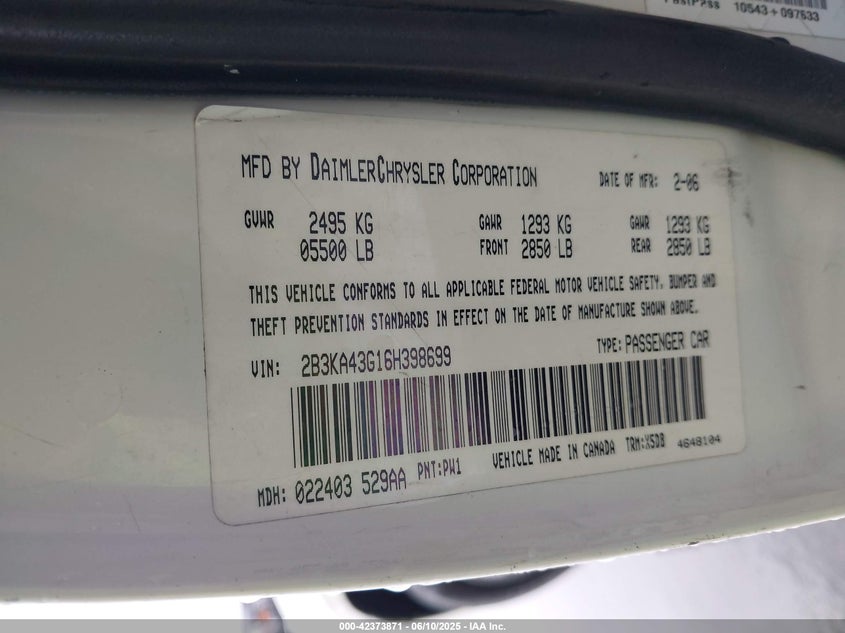 FastPass 10543+097533
MFD BY DAIMLERCHRYSLER CORPORATION DATE OF MFR: 2-06
GVWR 2495 KG GAWR 1293 KG GAWR 1293 KG
05500 LB FRONT 2850 LB REAR 2850 LB
THIS VEHICLE CONFORMS TO ALL APPLICABLE FEDERAL MOTOR VEHICLE SAFETY, BUMPER AND
THEFT PREVENTION STANDARDS IN EFFECT ON THE DATE OF MANUFACTURE SHOWN ABOVE.
VIN: 2B3KA43G16H398699 TYPE: PASSENGER CAR
MDH: 022403 529AA PNT:PW1 VEHICLE MADE IN CANADA TRM:X5DB 4648104
000-42373871 - 06/10/2025 - IAA Inc.